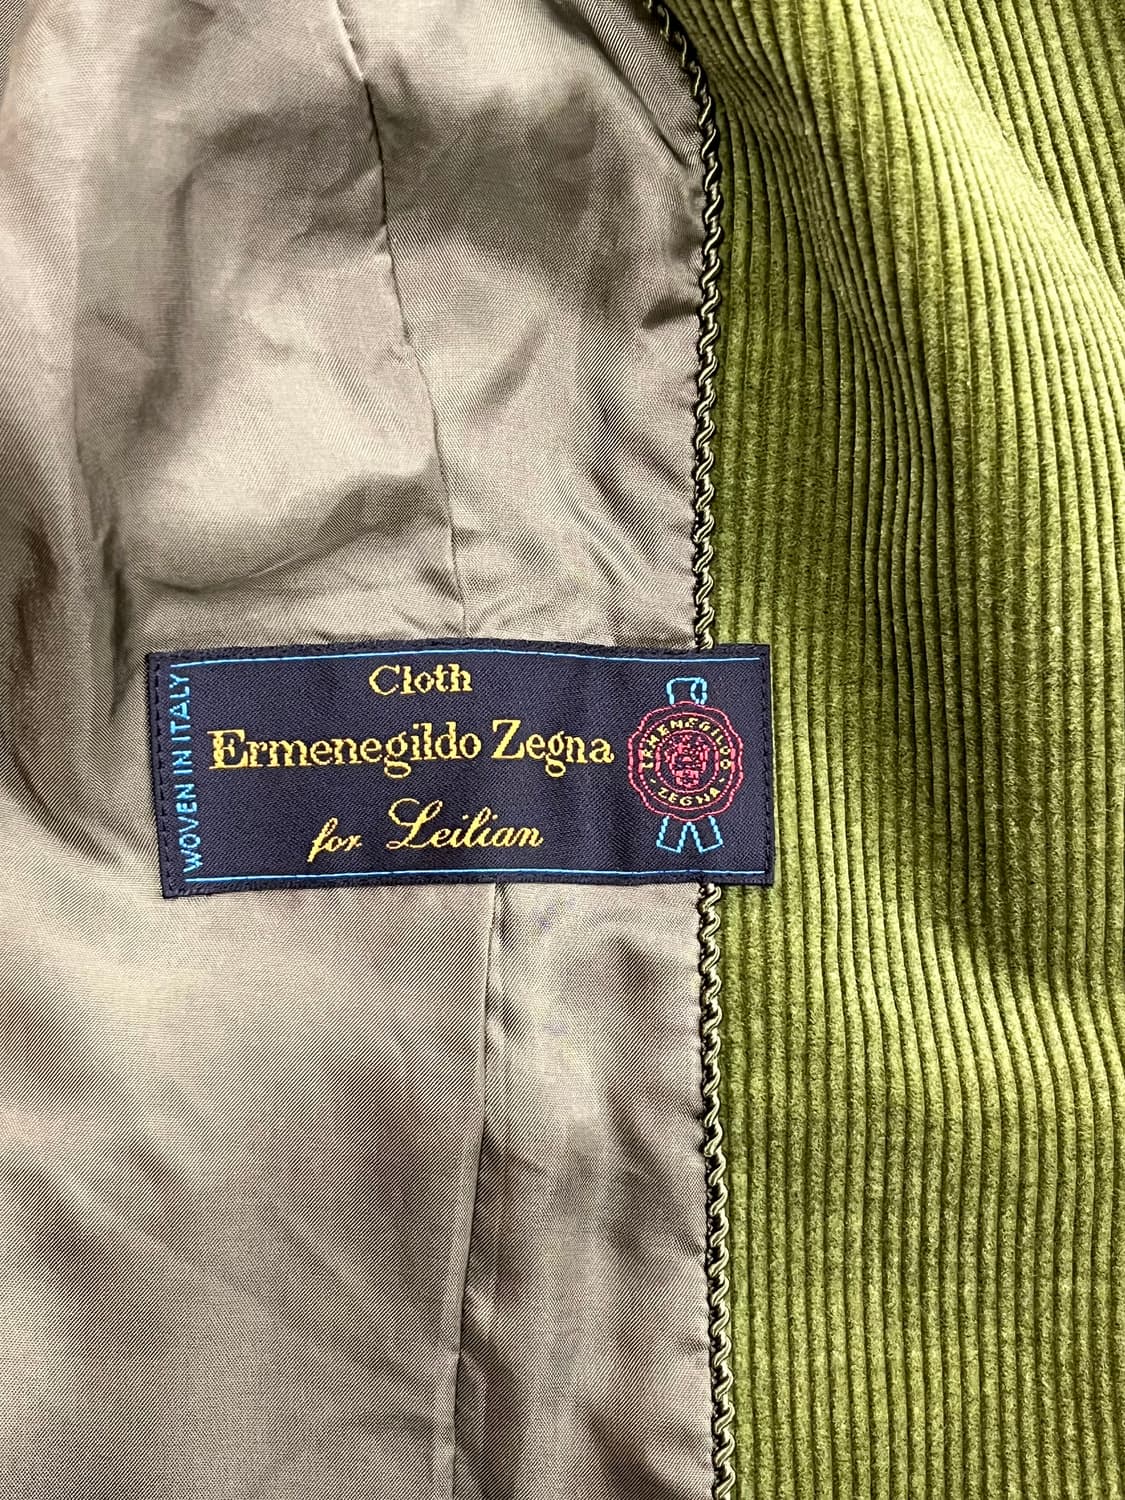 WOVEN IN ITALY
Cloth
Ermenegildo Zegna
for Leilian
ERMENEGILDO
ZEGNA